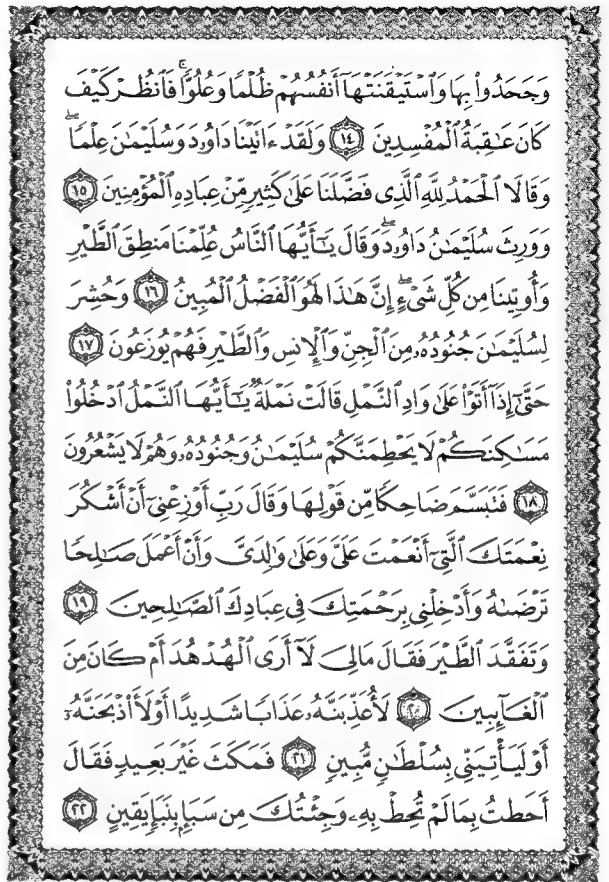 وَجَحَدُواْ بِهَا وَٱسْتَيْقَنَتْهَآ أَنفُسُهُمْ ظُلْمًا وَعُلُوًّاۚ فَٱنظُرْ كَيْفَ
كَانَ عَٰقِبَةُ ٱلْمُفْسِدِينَ ١٤ وَلَقَدْ ءَاتَيْنَا دَاوُۥدَ وَسُلَيْمَٰنَ عِلْمًاۖ
وَقَالَا ٱلْحَمْدُ لِلَّهِ ٱلَّذِى فَضَّلَنَا عَلَىٰ كَثِيرٍ مِّنْ عِبَادِهِ ٱلْمُؤْمِنِينَ ١٥
وَوَرِثَ سُلَيْمَٰنُ دَاوُۥدَۖ وَقَالَ يَٰٓأَيُّهَا ٱلنَّاسُ عُلِّمْنَا مَنطِقَ ٱلطَّيْرِ
وَأُوتِينَا مِن كُلِّ شَىْءٍۖ إِنَّ هَٰذَا لَهُوَ ٱلْفَضْلُ ٱلْمُبِينُ ١٦ وَحُشِرَ
لِسُلَيْمَٰنَ جُنُودُهُۥ مِنَ ٱلْجِنِّ وَٱلْإِنسِ وَٱلطَّيْرِ فَهُمْ يُوزَعُونَ ١٧
حَتَّىٰٓ إِذَآ أَتَوْاْ عَلَىٰ وَادِ ٱلنَّمْلِ قَالَتْ نَمْلَةٌ يَٰٓأَيُّهَا ٱلنَّمْلُ ٱدْخُلُواْ
مَسَٰكِنَكُمْ لَا يَحْطِمَنَّكُمْ سُلَيْمَٰنُ وَجُنُودُهُۥ وَهُمْ لَا يَشْعُرُونَ
١٨ فَتَبَسَّمَ ضَاحِكًا مِّن قَوْلِهَا وَقَالَ رَبِّ أَوْزِعْنِىٓ أَنْ أَشْكُرَ
نِعْمَتَكَ ٱلَّتِىٓ أَنْعَمْتَ عَلَىَّ وَعَلَىٰ وَٰلِدَىَّ وَأَنْ أَعْمَلَ صَٰلِحًا
تَرْضَىٰهُ وَأَدْخِلْنِى بِرَحْمَتِكَ فِى عِبَادِكَ ٱلصَّٰلِحِينَ ١٩
وَتَفَقَّدَ ٱلطَّيْرَ فَقَالَ مَالِىَ لَآ أَرَى ٱلْهُدْهُدَ أَمْ كَانَ مِنَ
ٱلْغَآئِبِينَ ٢٠ لَأُعَذِّبَنَّهُۥ عَذَابًا شَدِيدًا أَوْ لَأَاْذْبَحَنَّهُۥٓ
أَوْ لَيَأْتِيَنِّى بِسُلْطَٰنٍ مُّبِينٍ ٢١ فَمَكَثَ غَيْرَ بَعِيدٍ فَقَالَ
أَحَطتُ بِمَا لَمْ تُحِطْ بِهِۦ وَجِئْتُكَ مِن سَبَإٍۭ بِنَبَإٍ يَقِينٍ ٢٢